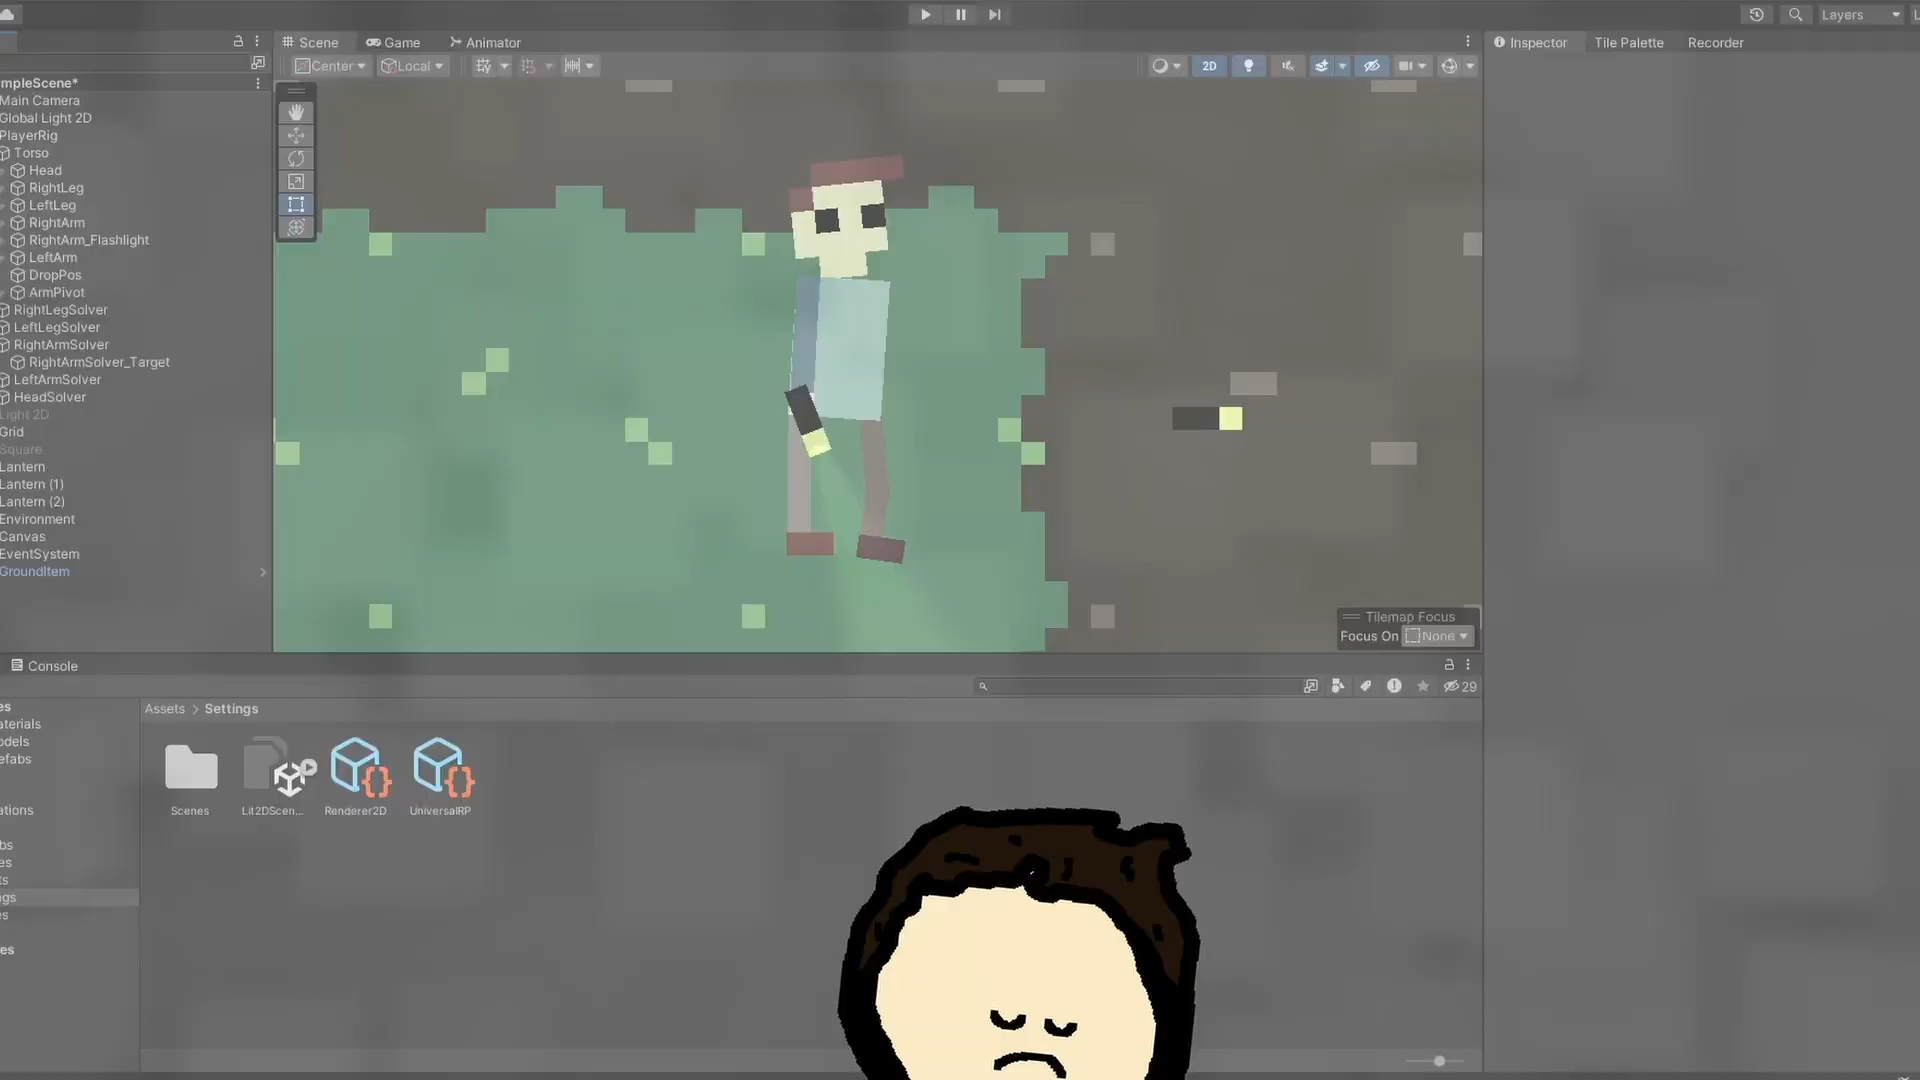 Layers
Scene
Game
Animator
Inspector
Tile Palette
Recorder
Center
Local
2D
mpleScene*
Main Camera
Global Light 2D
PlayerRig
Torso
Head
RightLeg
LeftLeg
RightArm
RightArm_Flashlight
LeftArm
DropPos
ArmPivot
RightLegSolver
LeftLegSolver
RightArmSolver
RightArmSolver_Target
LeftArmSolver
HeadSolver
Light 2D
Grid
Square
Lantern
Lantern (1)
Lantern (2)
Environment
Canvas
EventSystem
GroundItem
Tilemap Focus
Focus On None
Console
29
es
aterials
odels
efabs
ations
bs
es
ts
gs
es
es
Assets > Settings
Scenes
Lit2DScen...
Renderer2D
UniversalRP